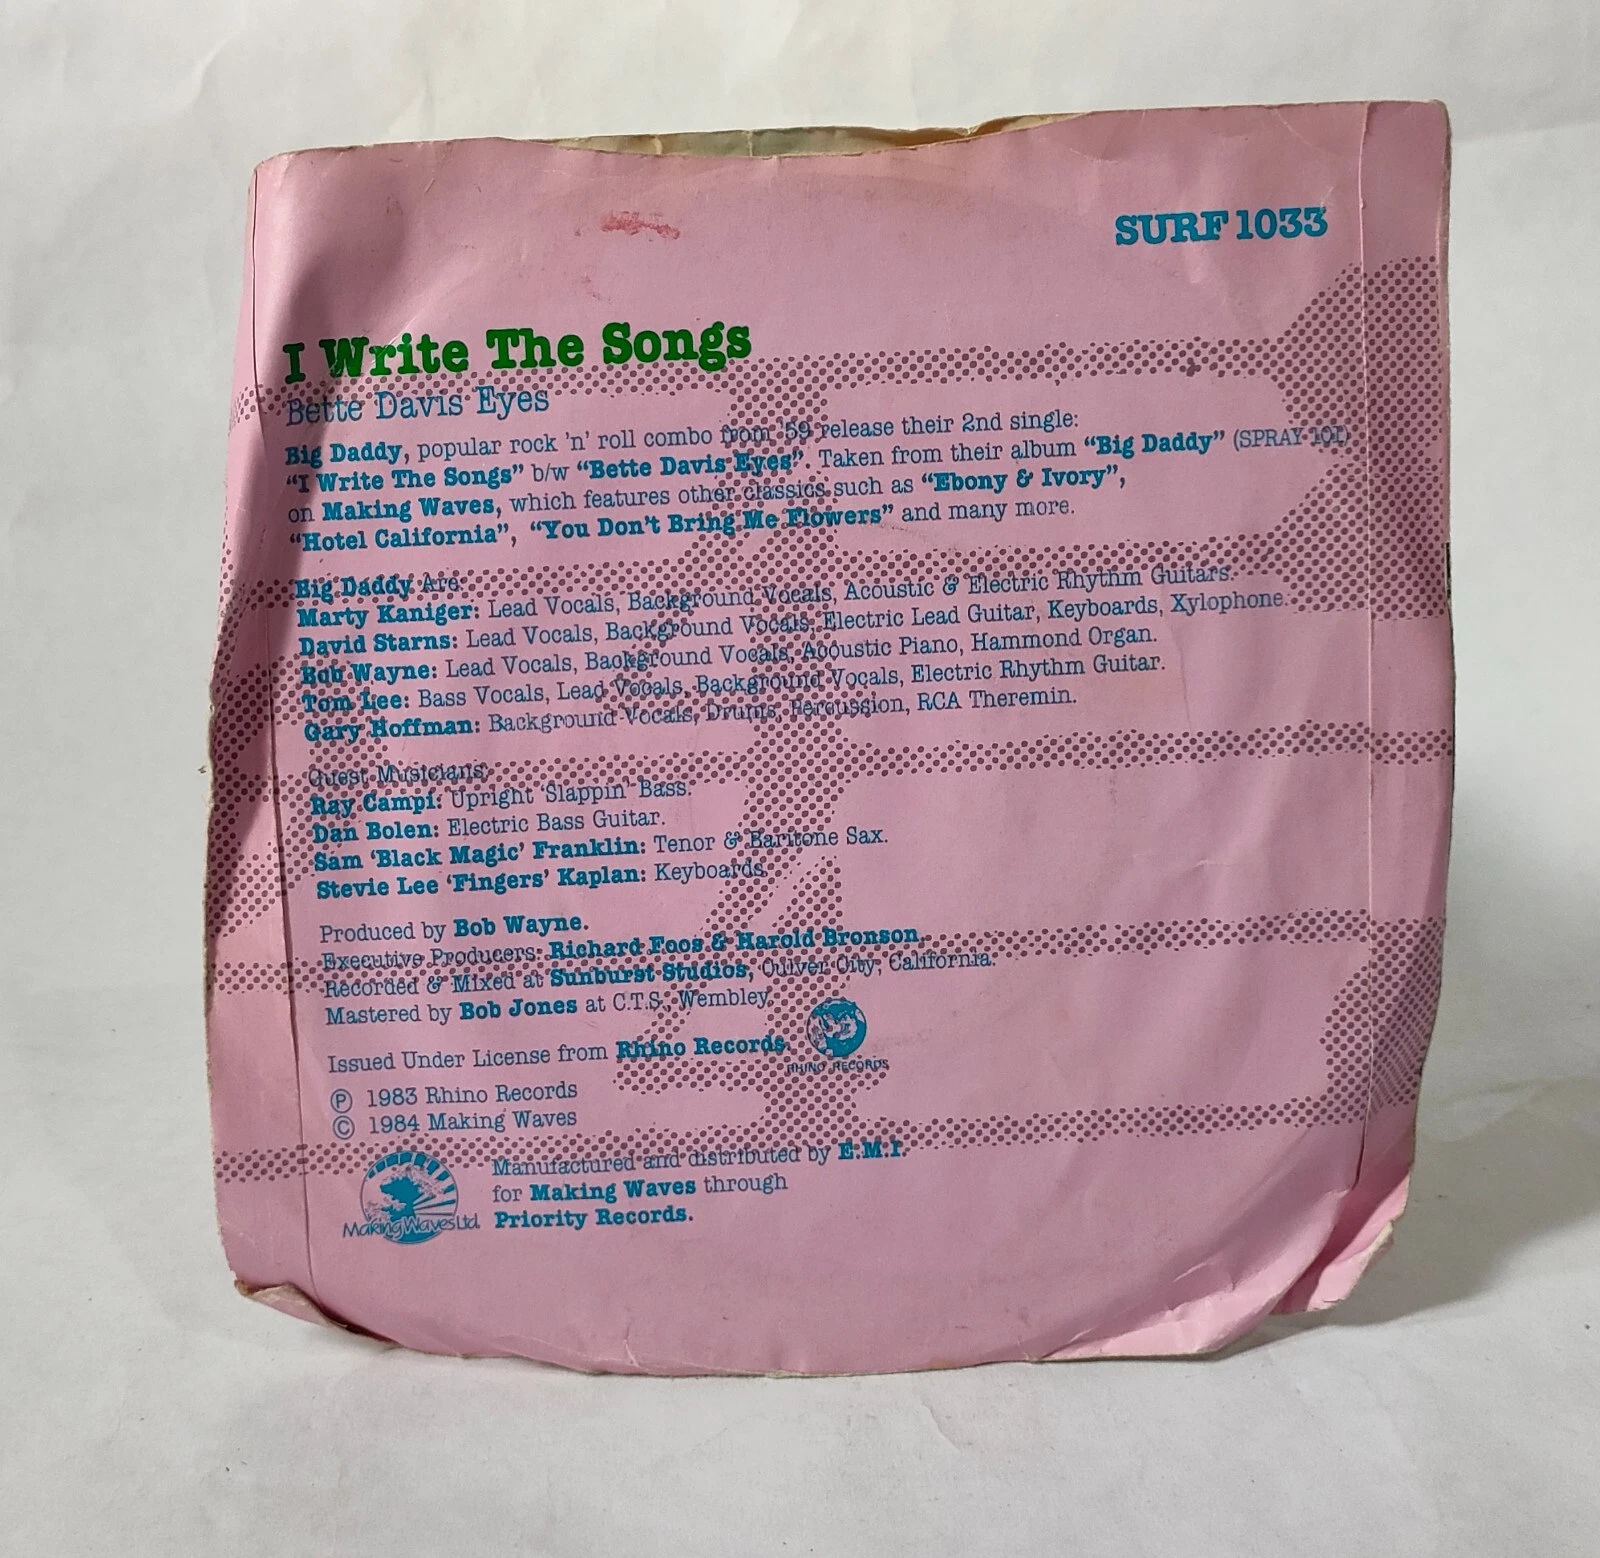 SURF 1033
I Write The Songs
Bette Davis Eyes
Big Daddy, popular rock 'n' roll combo from '59 release their 2nd single:
"I Write The Songs" b/w "Bette Davis Eyes". Taken from their album "Big Daddy" (SPRAY 101)
on Making Waves, which features other classics such as "Ebony & Ivory",
"Hotel California", "You Don't Bring Me Flowers" and many more.
Big Daddy Are:
Marty Kaniger: Lead Vocals, Background Vocals, Acoustic & Electric Rhythm Guitars.
David Starns: Lead Vocals, Background Vocals, Electric Lead Guitar, Keyboards, Xylophone.
Bob Wayne: Lead Vocals, Background Vocals, Acoustic Piano, Hammond Organ.
Tom Lee: Bass Vocals, Lead Vocals, Background Vocals, Electric Rhythm Guitar.
Gary Hoffman: Background Vocals, Drums, Percussion, RCA Theremin.
Guest Musicians:
Ray Campi: Upright 'Slappin' Bass.
Dan Bolen: Electric Bass Guitar.
Sam 'Black Magic' Franklin: Tenor & Baritone Sax.
Stevie Lee 'Fingers' Kaplan: Keyboards.
Produced by Bob Wayne.
Executive Producers: Richard Foos & Harold Bronson.
Recorded & Mixed at Sunburst Studios, Culver City, California.
Mastered by Bob Jones at C.T.S., Wembley.
Issued Under License from Rhino Records.
RHINO RECORDS
Ⓟ 1983 Rhino Records
© 1984 Making Waves
Manufactured and distributed by E.M.I.
for Making Waves through
Priority Records.
Making Waves Ltd.